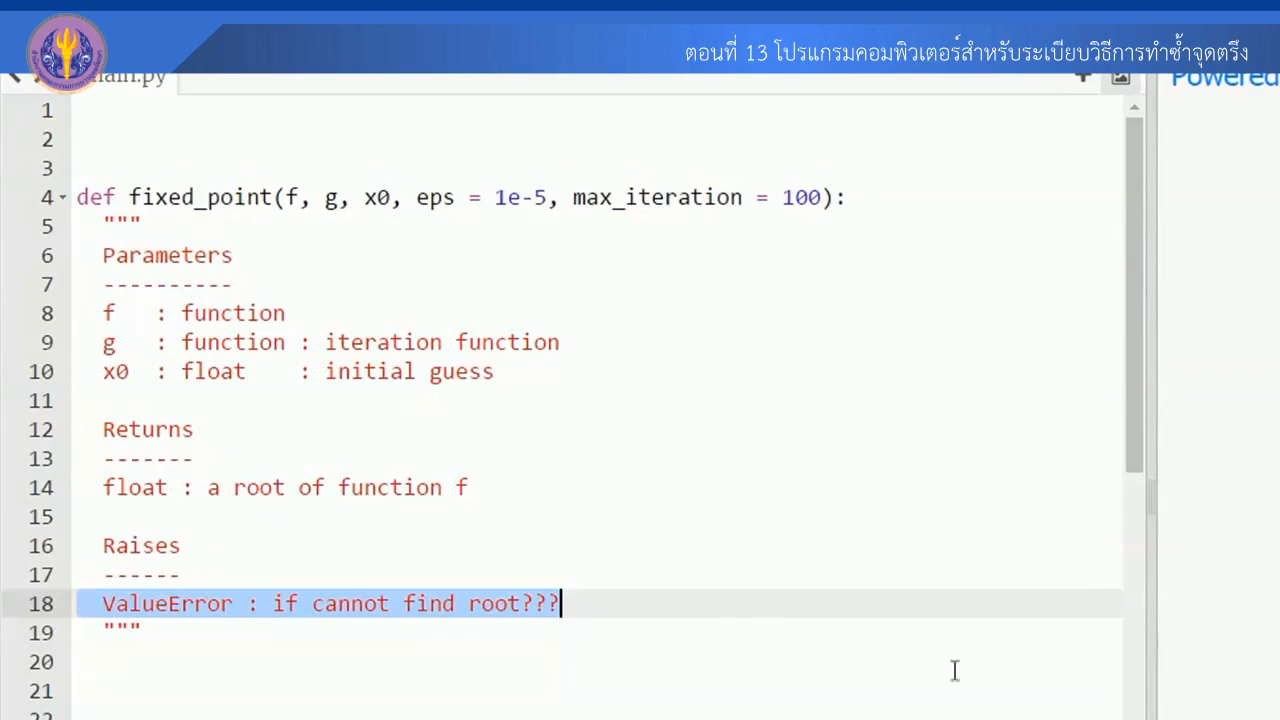 ตอนที่ 13 โปรแกรมคอมพิวเตอร์สำหรับระเบียบวิธีการทำซ้ำจุดตรึง
main.py
Powered
1
2
3
4 def fixed_point(f, g, x0, eps = 1e-5, max_iteration = 100):
5 """
6 Parameters
7 ----------
8 f : function
9 g : function : iteration function
10 x0 : float : initial guess
11
12 Returns
13 -------
14 float : a root of function f
15
16 Raises
17 ------
18 ValueError : if cannot find root???
19 """
20
21
22